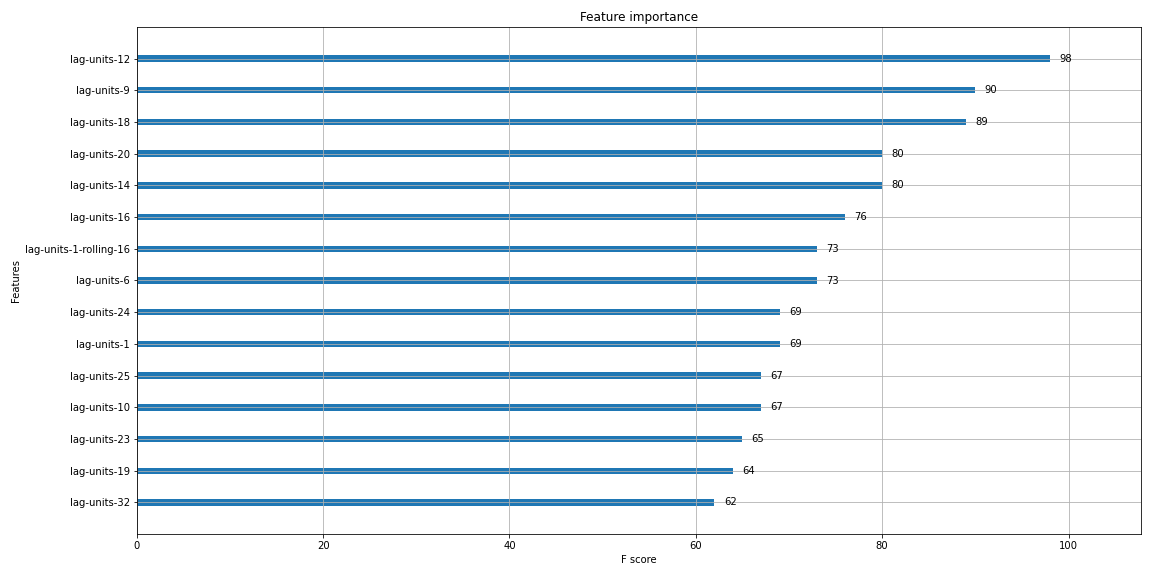 Feature importance
Features
lag-units-12 98
lag-units-9 90
lag-units-18 89
lag-units-20 80
lag-units-14 80
lag-units-16 76
lag-units-1-rolling-16 73
lag-units-6 73
lag-units-24 69
lag-units-1 69
lag-units-25 67
lag-units-10 67
lag-units-23 65
lag-units-19 64
lag-units-32 62
0 20 40 60 80 100
F score